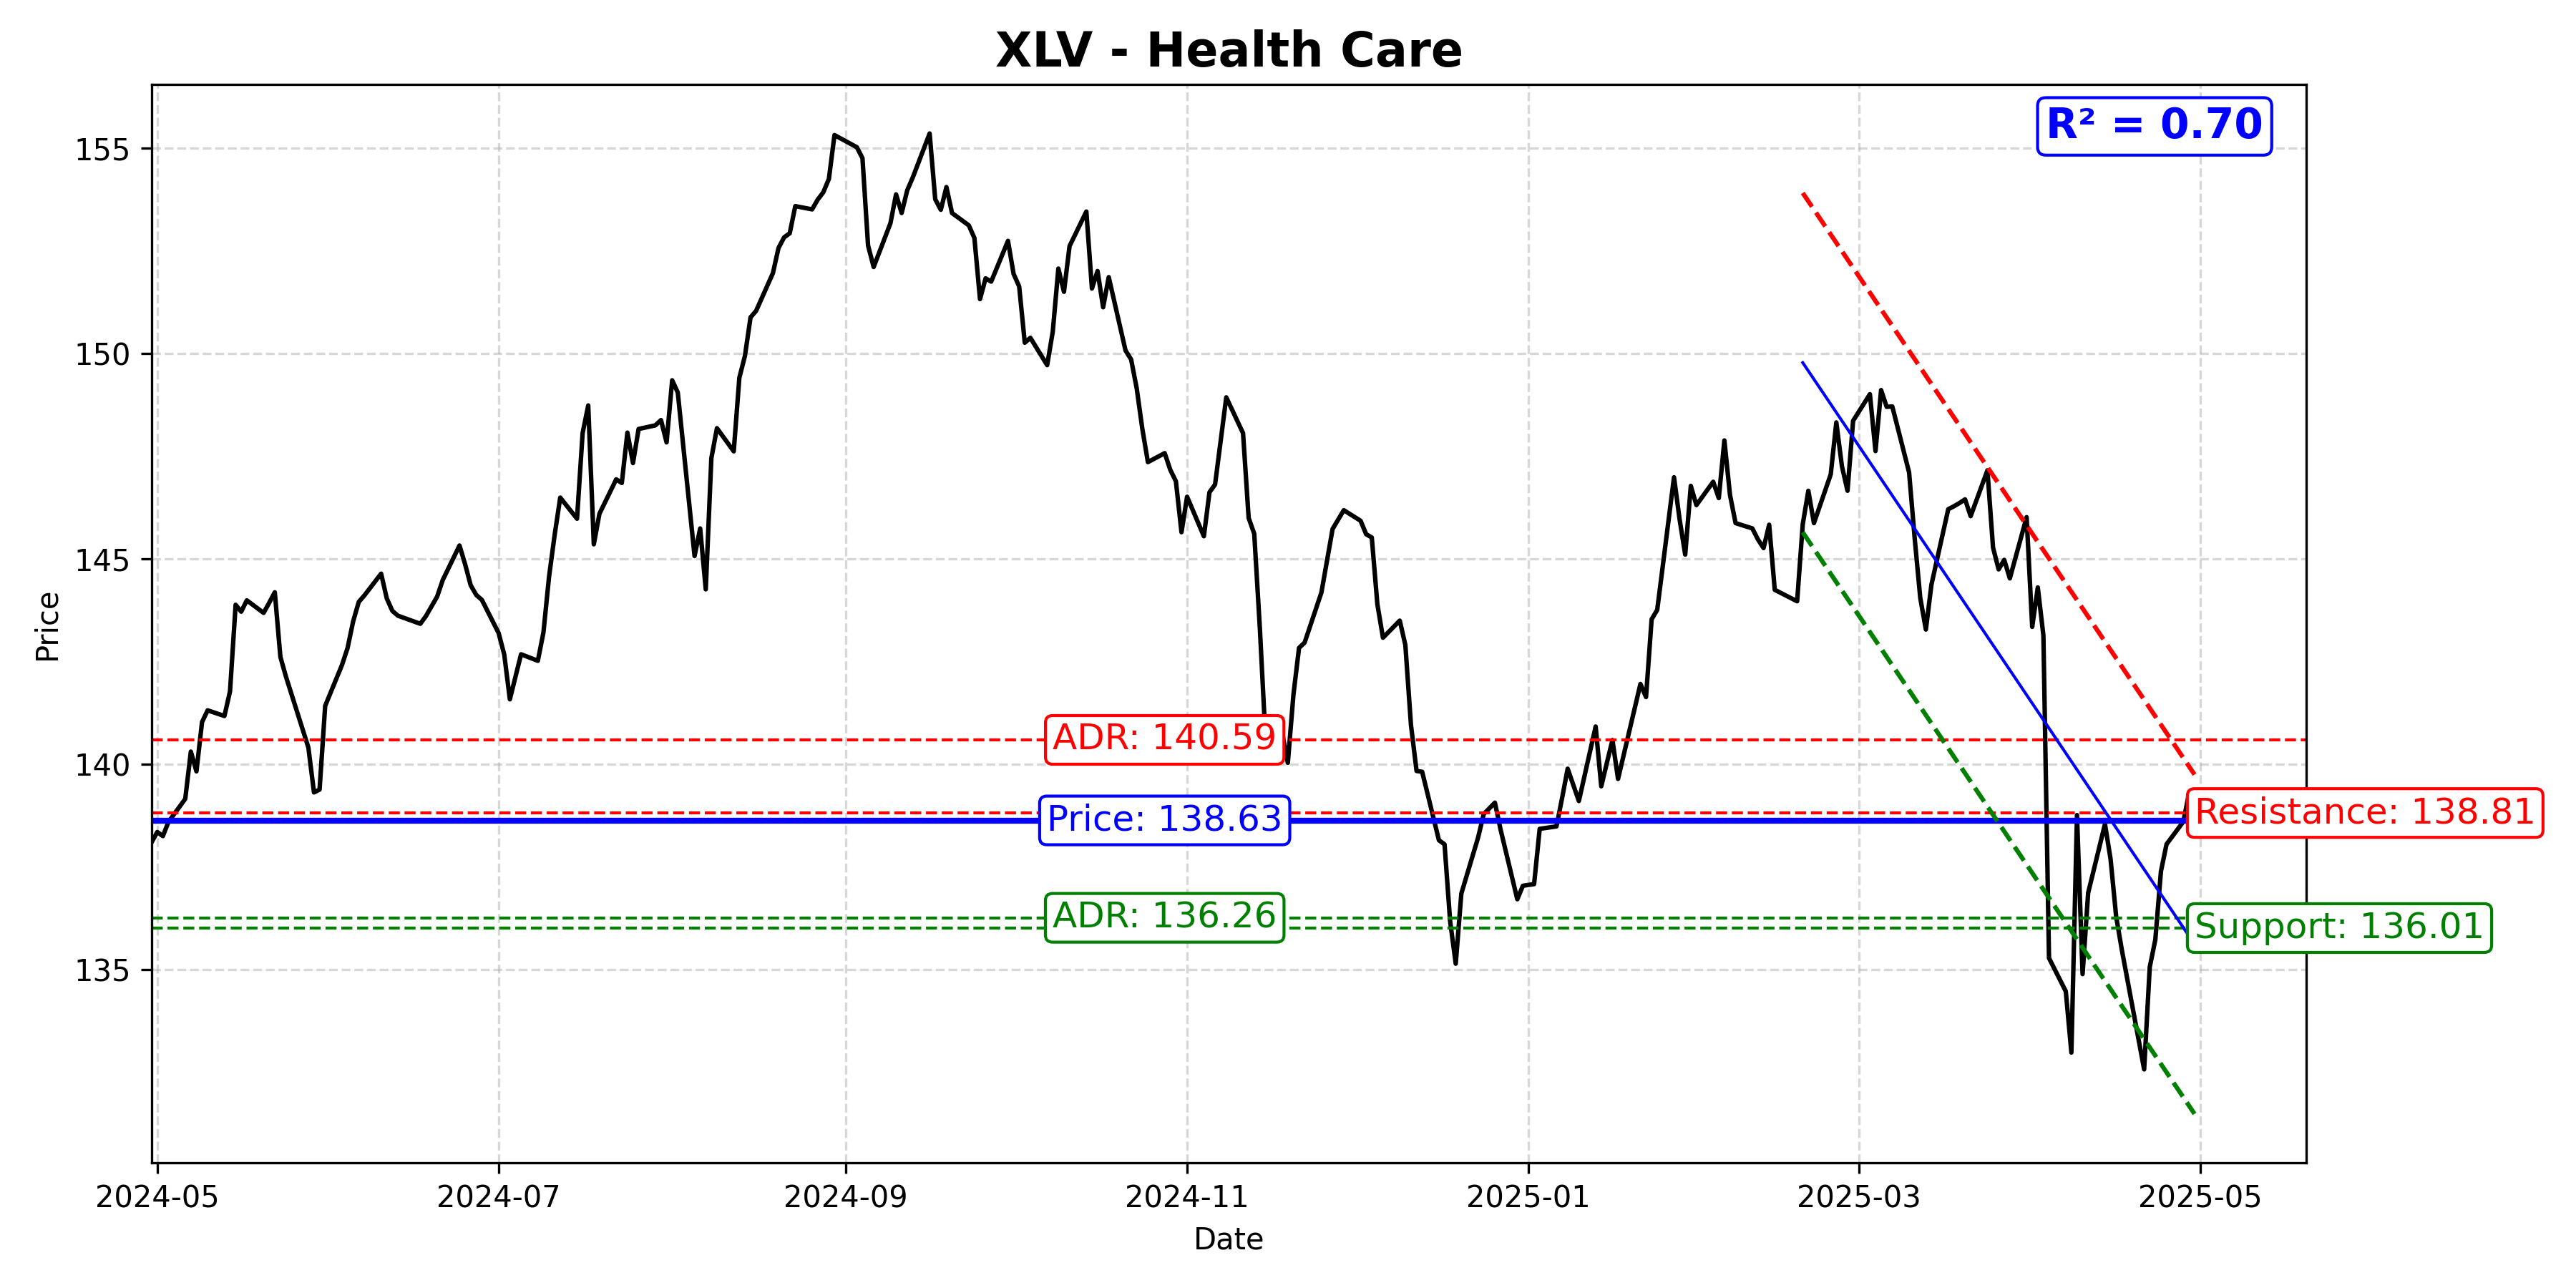 XLV - Health Care
R² = 0.70
155
150
145
140
135
Price
ADR: 140.59
Price: 138.63
ADR: 136.26
Resistance: 138.81
Support: 136.01
2024-05
2024-07
2024-09
2024-11
2025-01
2025-03
2025-05
Date